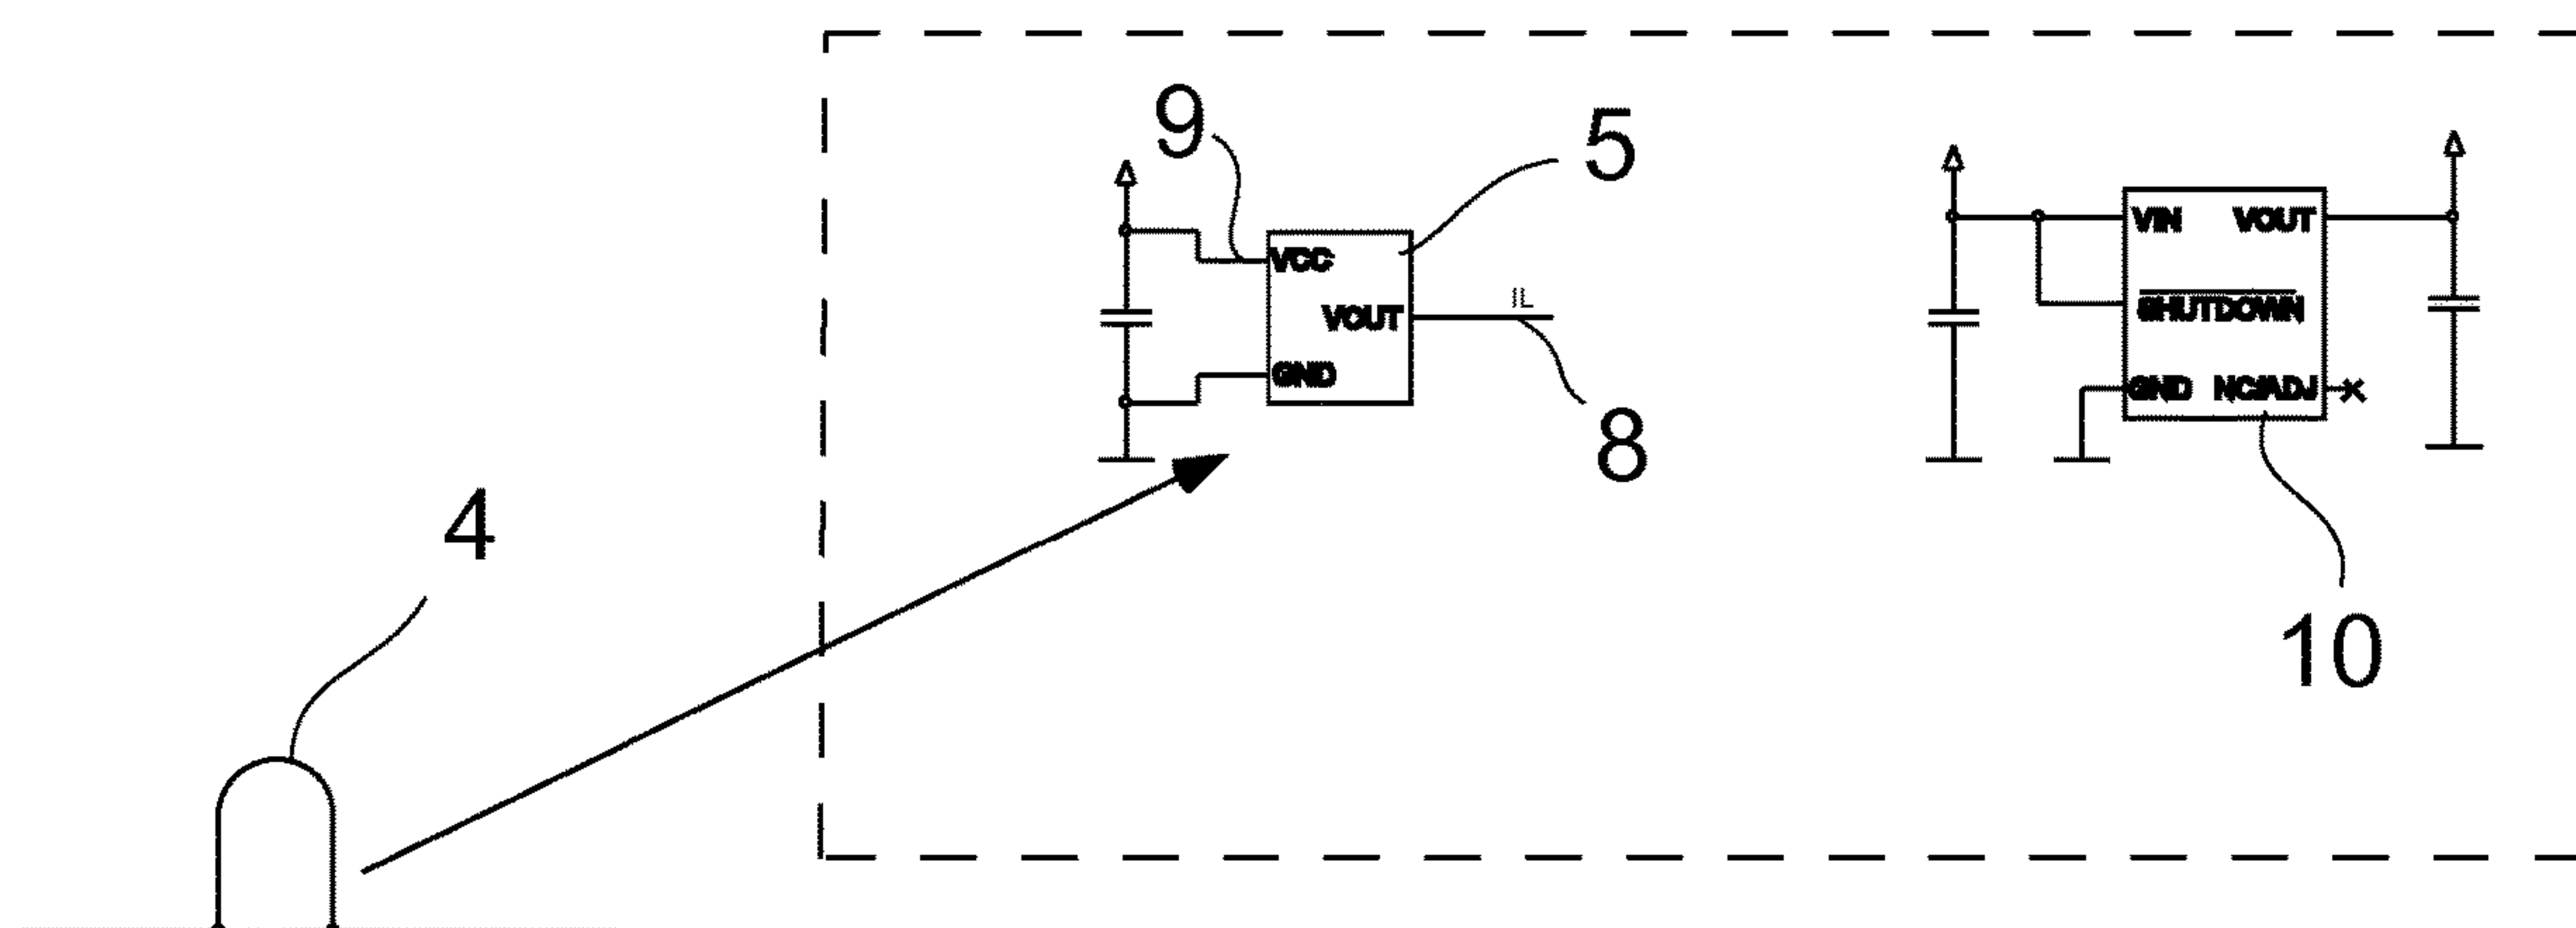 9
5
VCC
VOUT
IL
GND
8
VIN VOUT
SHUTDOWN
GND NC/ADJ
4
10